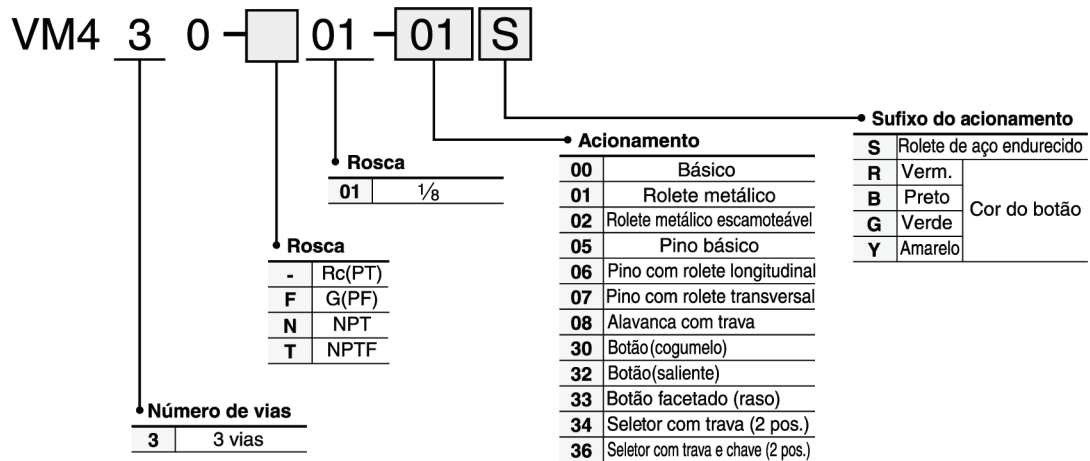 VM4 3 0 - 01 - 01 S
Sufixo do acionamento
S Rolete de aço endurecido
R Verm.
B Preto
G Verde
Y Amarelo
Cor do botão
Acionamento
00 Básico
01 Rolete metálico
02 Rolete metálico escamoteável
05 Pino básico
06 Pino com rolete longitudinal
07 Pino com rolete transversal
08 Alavanca com trava
30 Botão (cogumelo)
32 Botão(saliente)
33 Botão facetado (raso)
34 Seletor com trava (2 pos.)
36 Seletor com trava e chave (2 pos.)
Rosca
01 1/8
Rosca
- Rc(PT)
F G(PF)
N NPT
T NPTF
Número de vias
3 3 vias